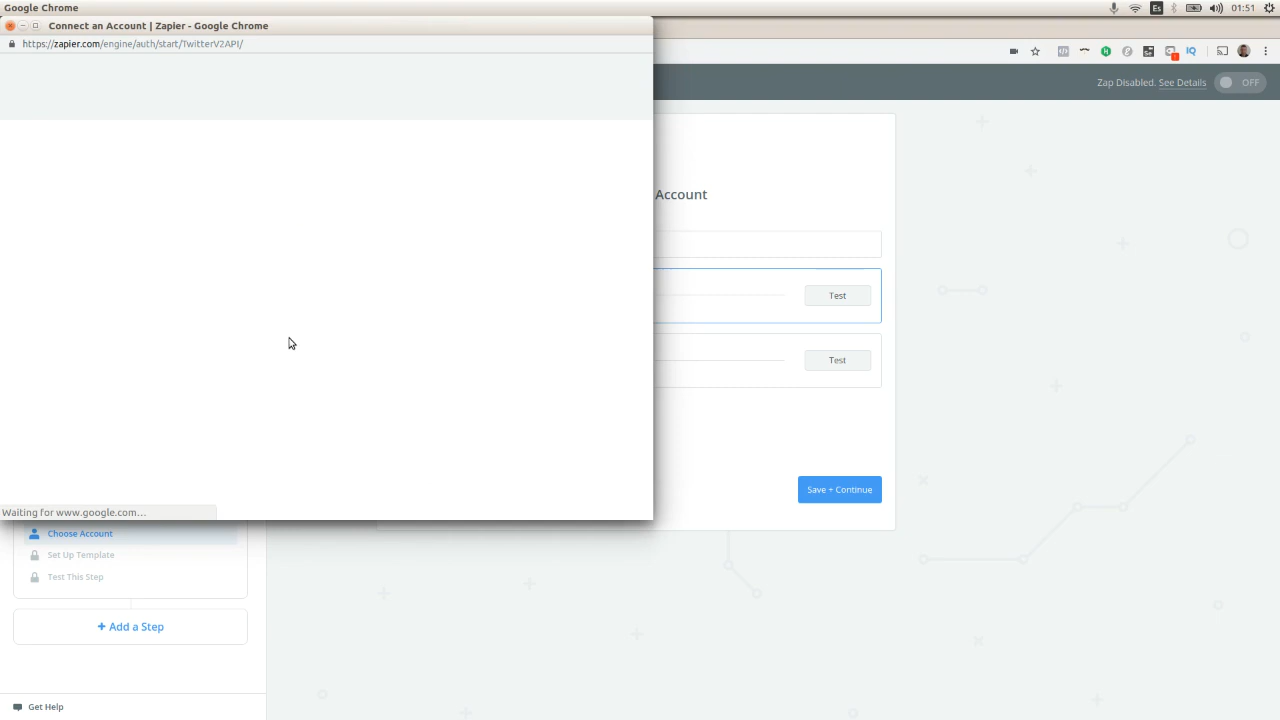 Google Chrome
Es
01:51
Connect an Account | Zapier - Google Chrome
https://zapier.com/engine/auth/start/TwitterV2API/
IQ
Zap Disabled. See Details
OFF
Account
Test
Test
Save + Continue
Waiting for www.google.com...
Choose Account
Set Up Template
Test This Step
+ Add a Step
Get Help